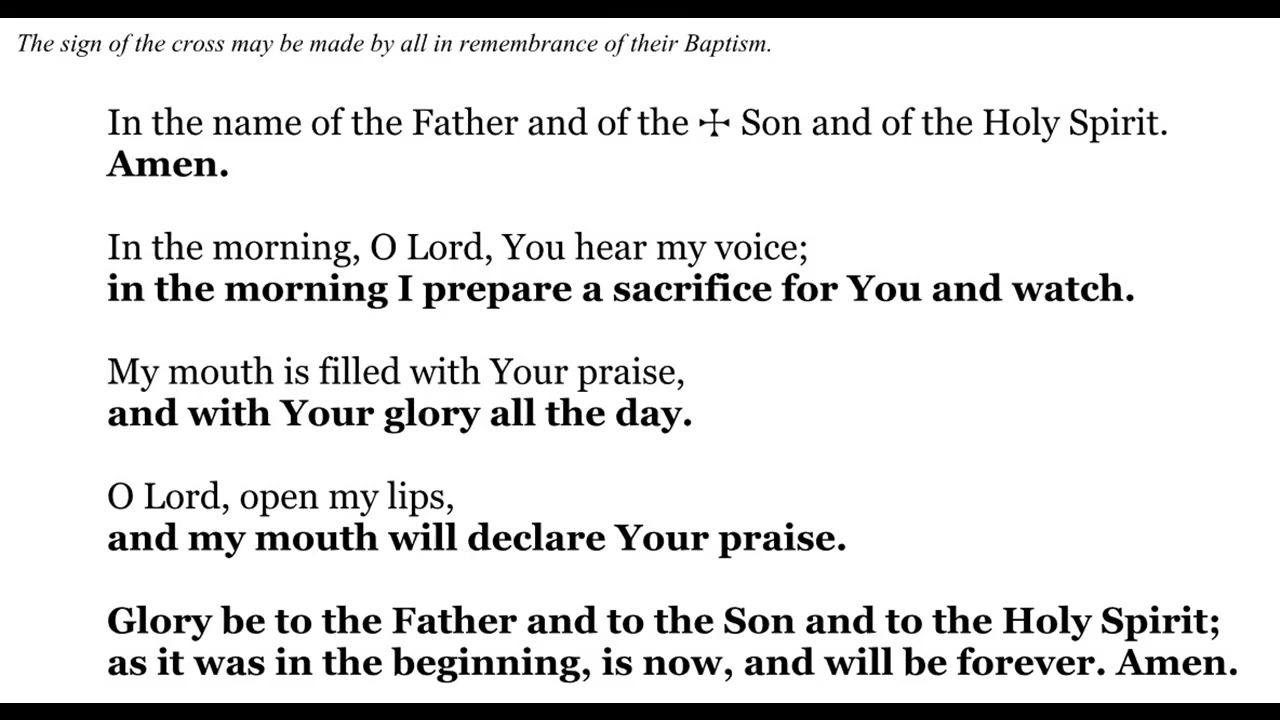 The sign of the cross may be made by all in remembrance of their Baptism.
In the name of the Father and of the ☩ Son and of the Holy Spirit.
Amen.
In the morning, O Lord, You hear my voice;
in the morning I prepare a sacrifice for You and watch.
My mouth is filled with Your praise,
and with Your glory all the day.
O Lord, open my lips,
and my mouth will declare Your praise.
Glory be to the Father and to the Son and to the Holy Spirit;
as it was in the beginning, is now, and will be forever. Amen.